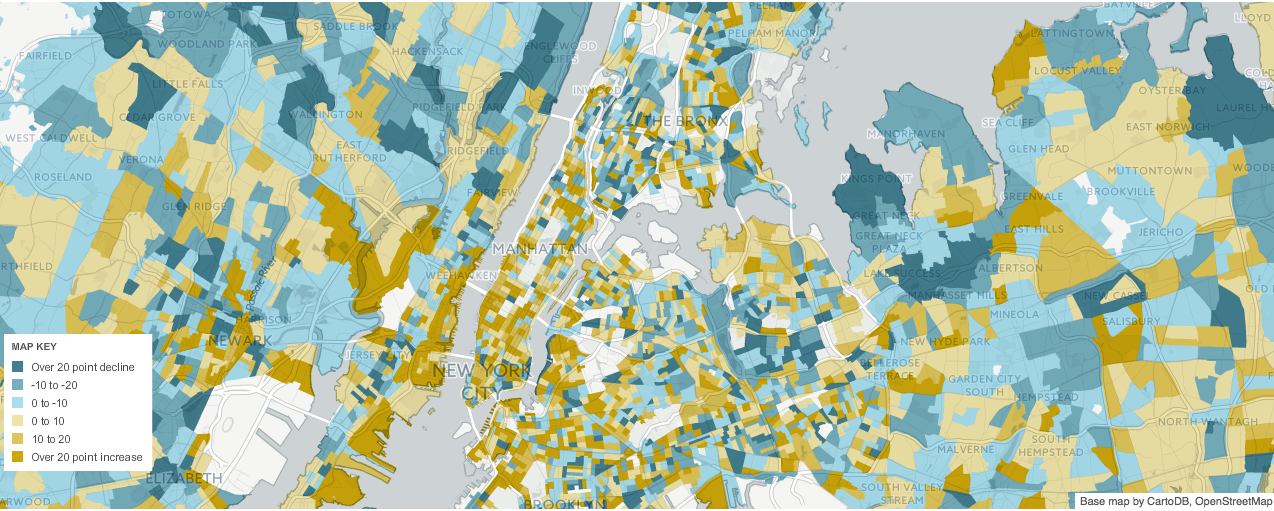 TOTOWA
SADDLE BROOK
PELHAM
BAYVILLE
LLOYD
WOODLAND PARK
HACKENSACK
ENGLEWOOD
CLIFFS
PELHAM MANOR
LATTINGTOWN
FAIRFIELD
LITTLE FALLS
INWOOD
LOCUST VALLEY
COLD
OYSTER BAY
RIDGEFIELD PARK
CEDAR GROVE
WALLINGTON
THE BRONX
LAUREL HO
WEST CALDWELL
MANORHAVEN
SEA CLIFF
EAST NORWICH
EAST
RUTHERFORD
RIDGEFIELD
GLEN HEAD
VERONA
ROSELAND
KINGS POINT
MUTTONTOWN
WOODB
FAIRVIEW
GREENVALE
BROOKVILLE
GLEN RIDGE
GREAT NECK
EAST HILLS
JERICHO
GREAT NECK
PLAZA
MANHATTAN
RTHFIELD
WEEHAWKEN
LAKE SUCCESS
ALBERTSON
Passaic River
MANHASSET HILLS
NEW CASSEL
OLD
HARRISON
MINEOLA
SALISBURY
NEWARK
NEW HYDE PARK
MAP KEY
Over 20 point decline
-10 to -20
0 to -10
0 to 10
10 to 20
Over 20 point increase
JERSEY CITY
NEW YORK
CITY
BELLEROSE
TERRACE
GARDEN CITY
SOUTH
HEMPSTEAD
NORTH WANTAGH
SOUTH
HEMPSTEAD
MALVERNE
ELIZABETH
SOUTH VALLEY
STREAM
ARWOOD
BROOKLYN
Base map by CartoDB, OpenStreetMap